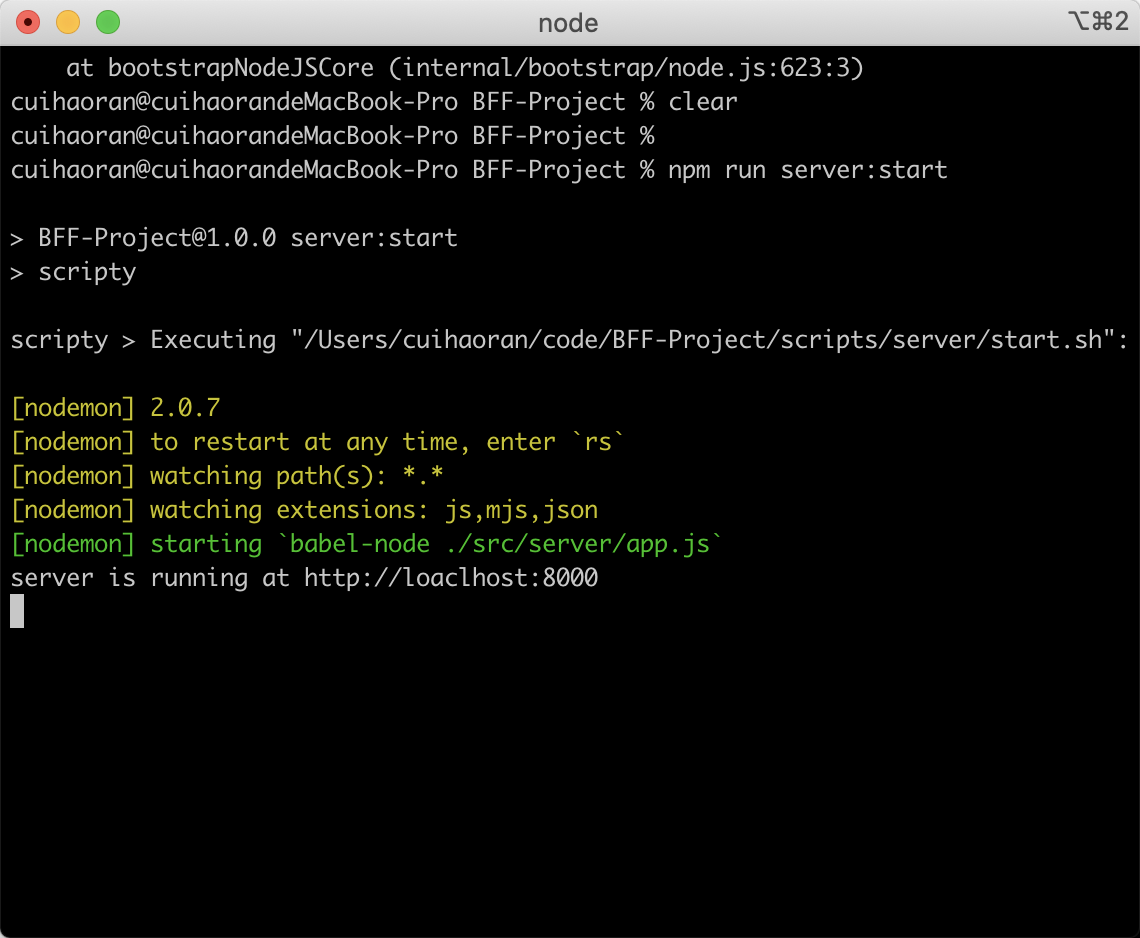 node ⌥⌘2
at bootstrapNodeJSCore (internal/bootstrap/node.js:623:3)
cuihaoran@cuihaorandeMacBook-Pro BFF-Project % clear
cuihaoran@cuihaorandeMacBook-Pro BFF-Project %
cuihaoran@cuihaorandeMacBook-Pro BFF-Project % npm run server:start
> BFF-Project@1.0.0 server:start
> scripty
scripty > Executing "/Users/cuihaoran/code/BFF-Project/scripts/server/start.sh":
[nodemon] 2.0.7
[nodemon] to restart at any time, enter `rs`
[nodemon] watching path(s): *.*
[nodemon] watching extensions: js,mjs,json
[nodemon] starting `babel-node ./src/server/app.js`
server is running at http://loaclhost:8000